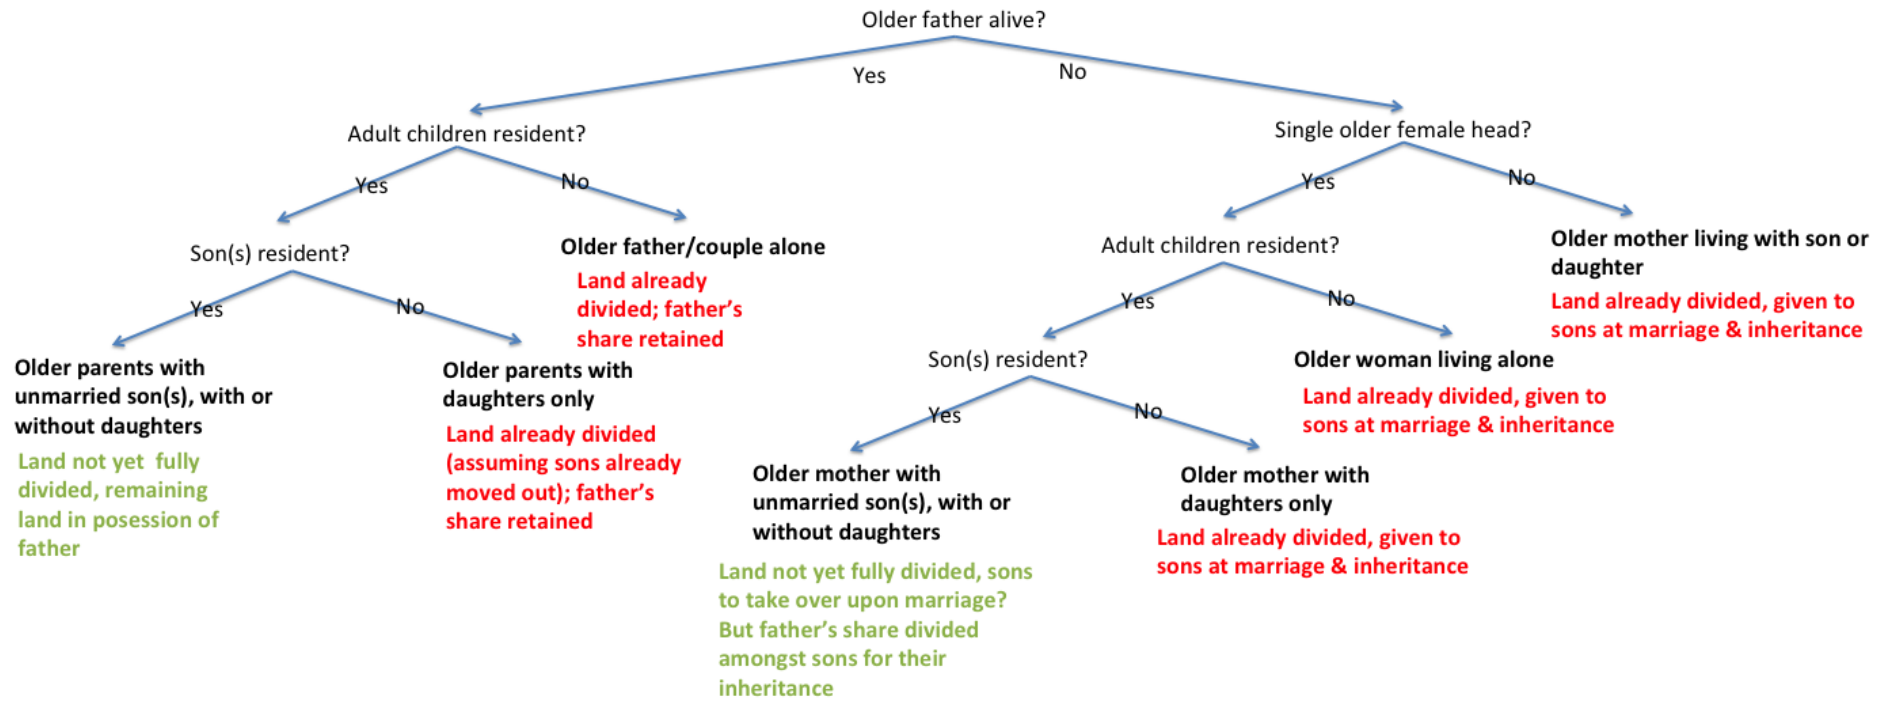 Older father alive?
Yes
No
Adult children resident?
Single older female head?
Yes
No
Yes
No
Son(s) resident?
Older father/couple alone
Land already
divided; father's
share retained
Adult children resident?
Older mother living with son or
daughter
Land already divided, given to
sons at marriage & inheritance
Yes
No
Yes
No
Older parents with
unmarried son(s), with or
without daughters
Land not yet  fully
divided, remaining
land in posession of
father
Older parents with
daughters only
Land already divided
(assuming sons already
moved out); father's
share retained
Son(s) resident?
Older woman living alone
Land already divided, given to
sons at marriage & inheritance
Yes
No
Older mother with
unmarried son(s), with or
without daughters
Land not yet fully divided, sons
to take over upon marriage?
But father's share divided
amongst sons for their
inheritance
Older mother with
daughters only
Land already divided, given to
sons at marriage & inheritance